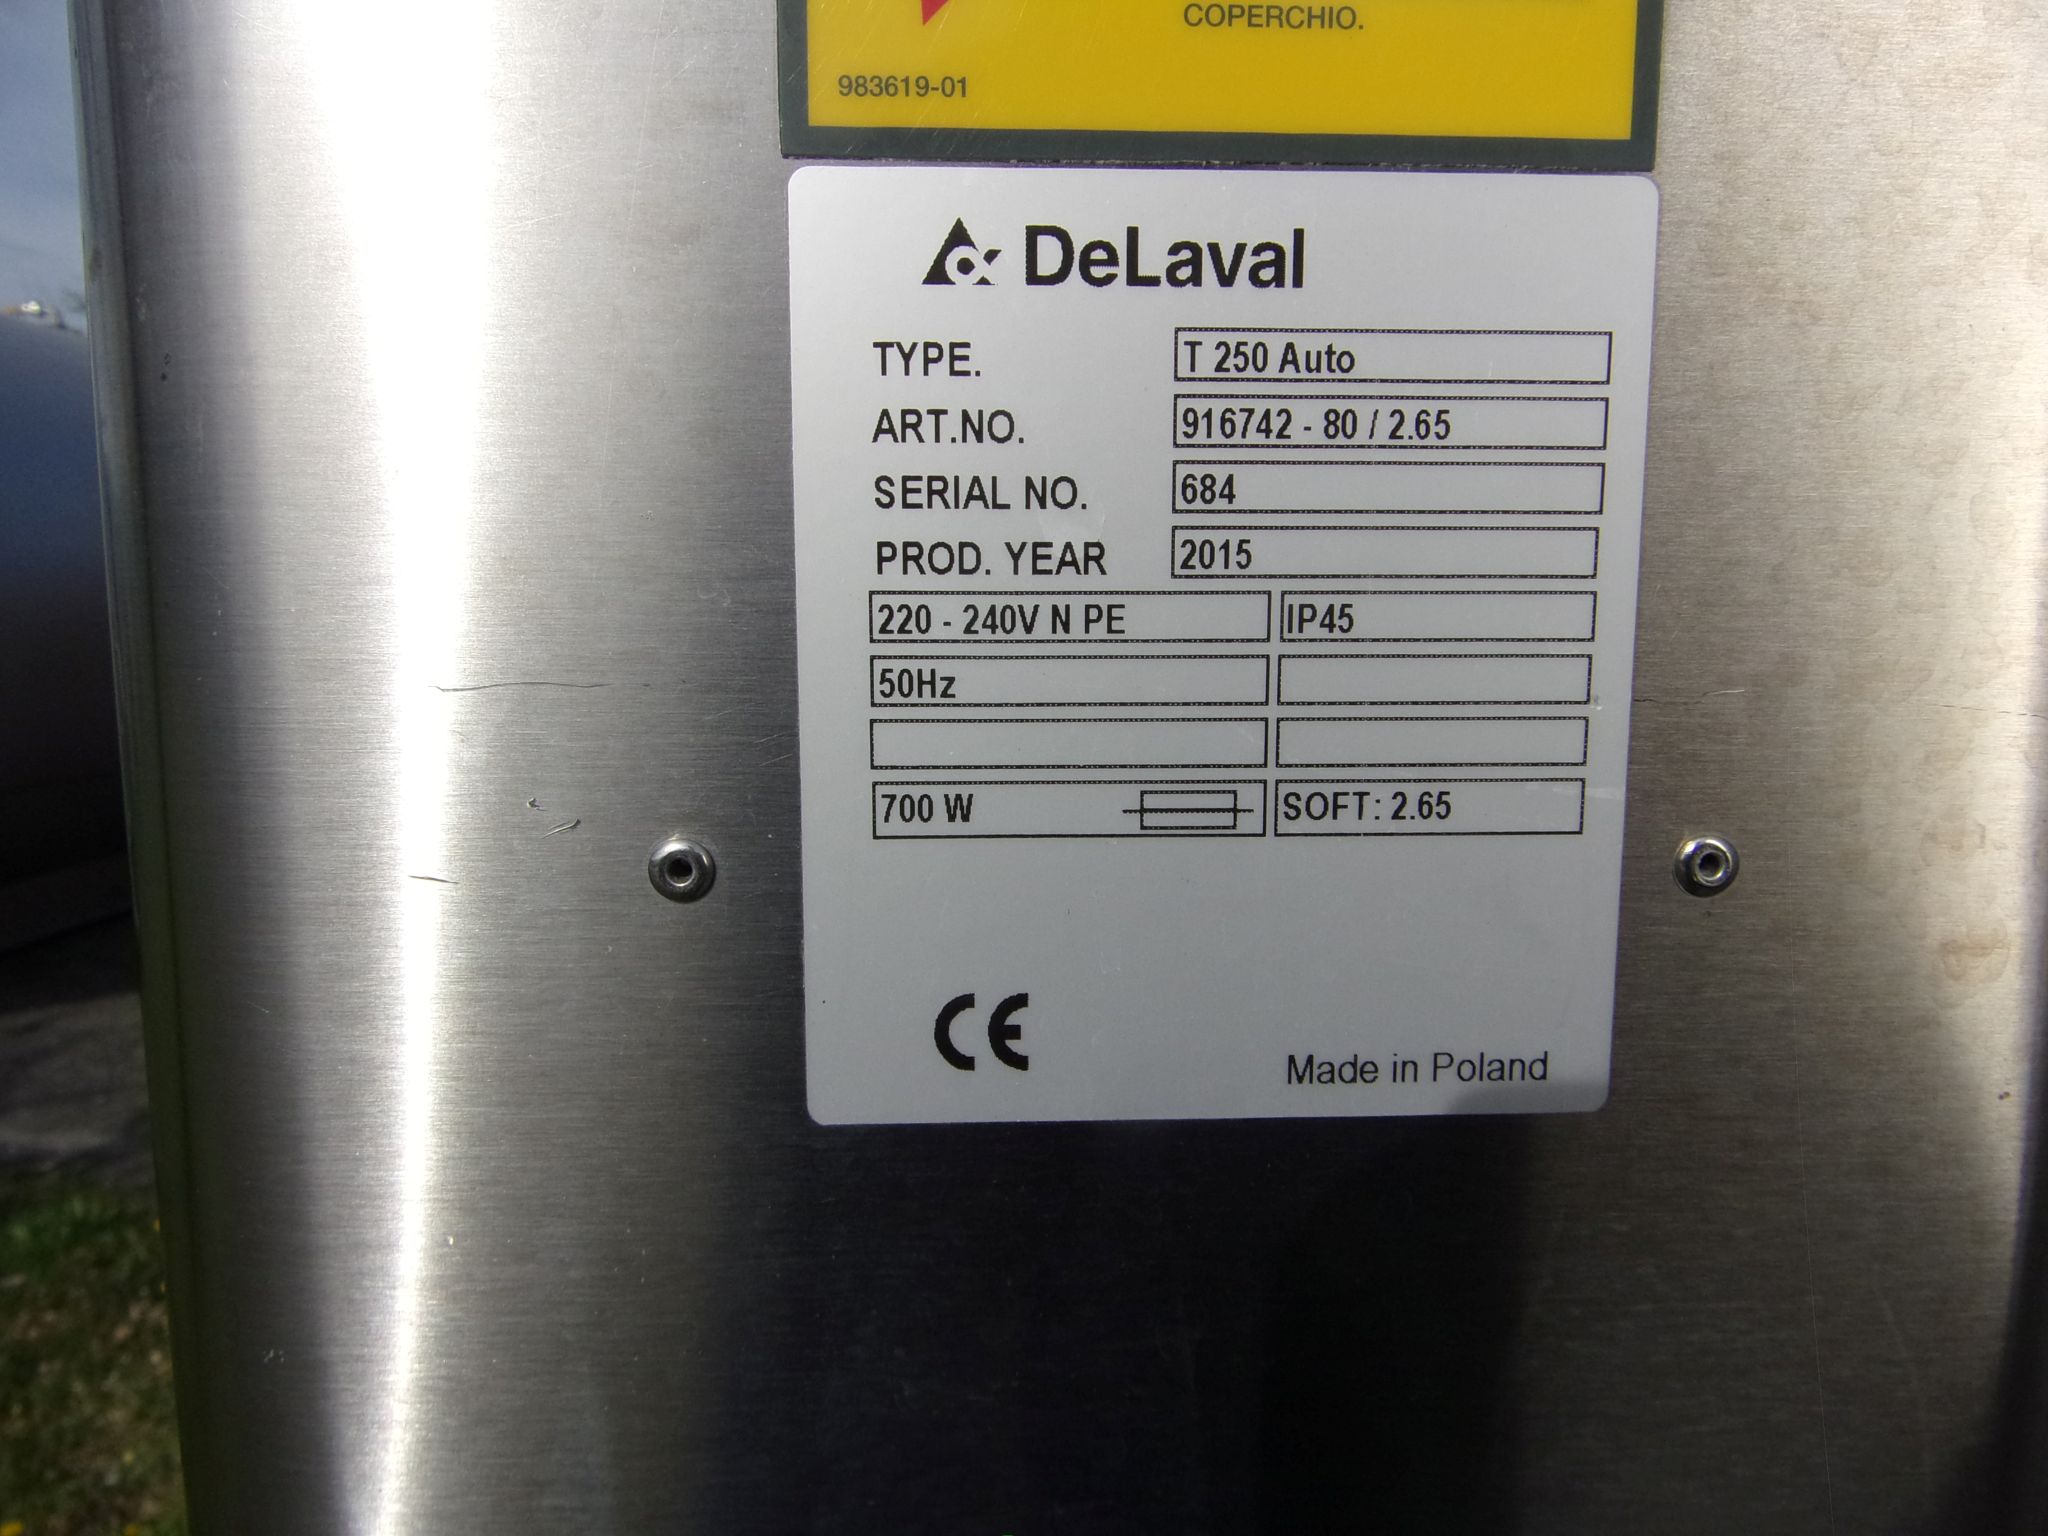 COPERCHIO.
983619-01
DeLaval
TYPE. T 250 Auto
ART.NO. 916742 - 80 / 2.65
SERIAL NO. 684
PROD. YEAR 2015
220 - 240V N PE IP45
50Hz
700 W SOFT: 2.65
CE
Made in Poland